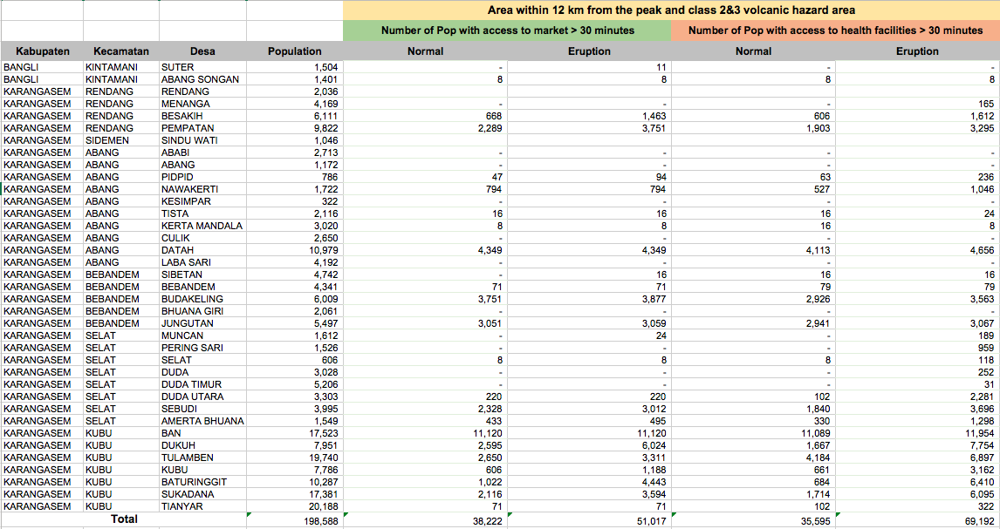 Area within 12 km from the peak and class 2&3 volcanic hazard area
Number of Pop with access to market > 30 minutes Number of Pop with access to health facilities > 30 minutes
Kabupaten Kecamatan Desa Population Normal Eruption Normal Eruption
BANGLI KINTAMANI SUTER 1,504 - 11 - -
BANGLI KINTAMANI ABANG SONGAN 1,401 8 8 8 8
KARANGASEM RENDANG RENDANG 2,036
KARANGASEM RENDANG MENANGA 4,169 - - - 165
KARANGASEM RENDANG BESAKIH 6,111 668 1,463 606 1,612
KARANGASEM RENDANG PEMPATAN 9,822 2,289 3,751 1,903 3,295
KARANGASEM SIDEMEN SINDU WATI 1,046
KARANGASEM ABANG ABABI 2,713 - - - -
KARANGASEM ABANG ABANG 1,172 - - - -
KARANGASEM ABANG PIDPID 786 47 94 63 236
KARANGASEM ABANG NAWAKERTI 1,722 794 794 527 1,046
KARANGASEM ABANG KESIMPAR 322 - - - -
KARANGASEM ABANG TISTA 2,116 16 16 16 24
KARANGASEM ABANG KERTA MANDALA 3,020 8 8 16 8
KARANGASEM ABANG CULIK 2,650 - - - -
KARANGASEM ABANG DATAH 10,979 4,349 4,349 4,113 4,656
KARANGASEM ABANG LABA SARI 4,192 - - - -
KARANGASEM BEBANDEM SIBETAN 4,742 - 16 16 16
KARANGASEM BEBANDEM BEBANDEM 4,341 71 71 79 79
KARANGASEM BEBANDEM BUDAKELING 6,009 3,751 3,877 2,926 3,563
KARANGASEM BEBANDEM BHUANA GIRI 2,061 - - - -
KARANGASEM BEBANDEM JUNGUTAN 5,497 3,051 3,059 2,941 3,067
KARANGASEM SELAT MUNCAN 1,612 - 24 - 189
KARANGASEM SELAT PERING SARI 1,526 - - - 959
KARANGASEM SELAT SELAT 606 8 8 8 118
KARANGASEM SELAT DUDA 3,028 - - - 252
KARANGASEM SELAT DUDA TIMUR 5,206 - - - 31
KARANGASEM SELAT DUDA UTARA 3,303 220 220 102 2,281
KARANGASEM SELAT SEBUDI 3,995 2,328 3,012 1,840 3,696
KARANGASEM SELAT AMERTA BHUANA 1,549 433 495 330 1,298
KARANGASEM KUBU BAN 17,523 11,120 11,120 11,089 11,954
KARANGASEM KUBU DUKUH 7,951 2,595 6,024 1,667 7,754
KARANGASEM KUBU TULAMBEN 19,740 2,650 3,311 4,184 6,897
KARANGASEM KUBU KUBU 7,786 606 1,188 661 3,162
KARANGASEM KUBU BATURINGGIT 10,287 1,022 4,443 684 6,410
KARANGASEM KUBU SUKADANA 17,381 2,116 3,594 1,714 6,095
KARANGASEM KUBU TIANYAR 20,188 71 71 102 322
Total 198,588 38,222 51,017 35,595 69,192